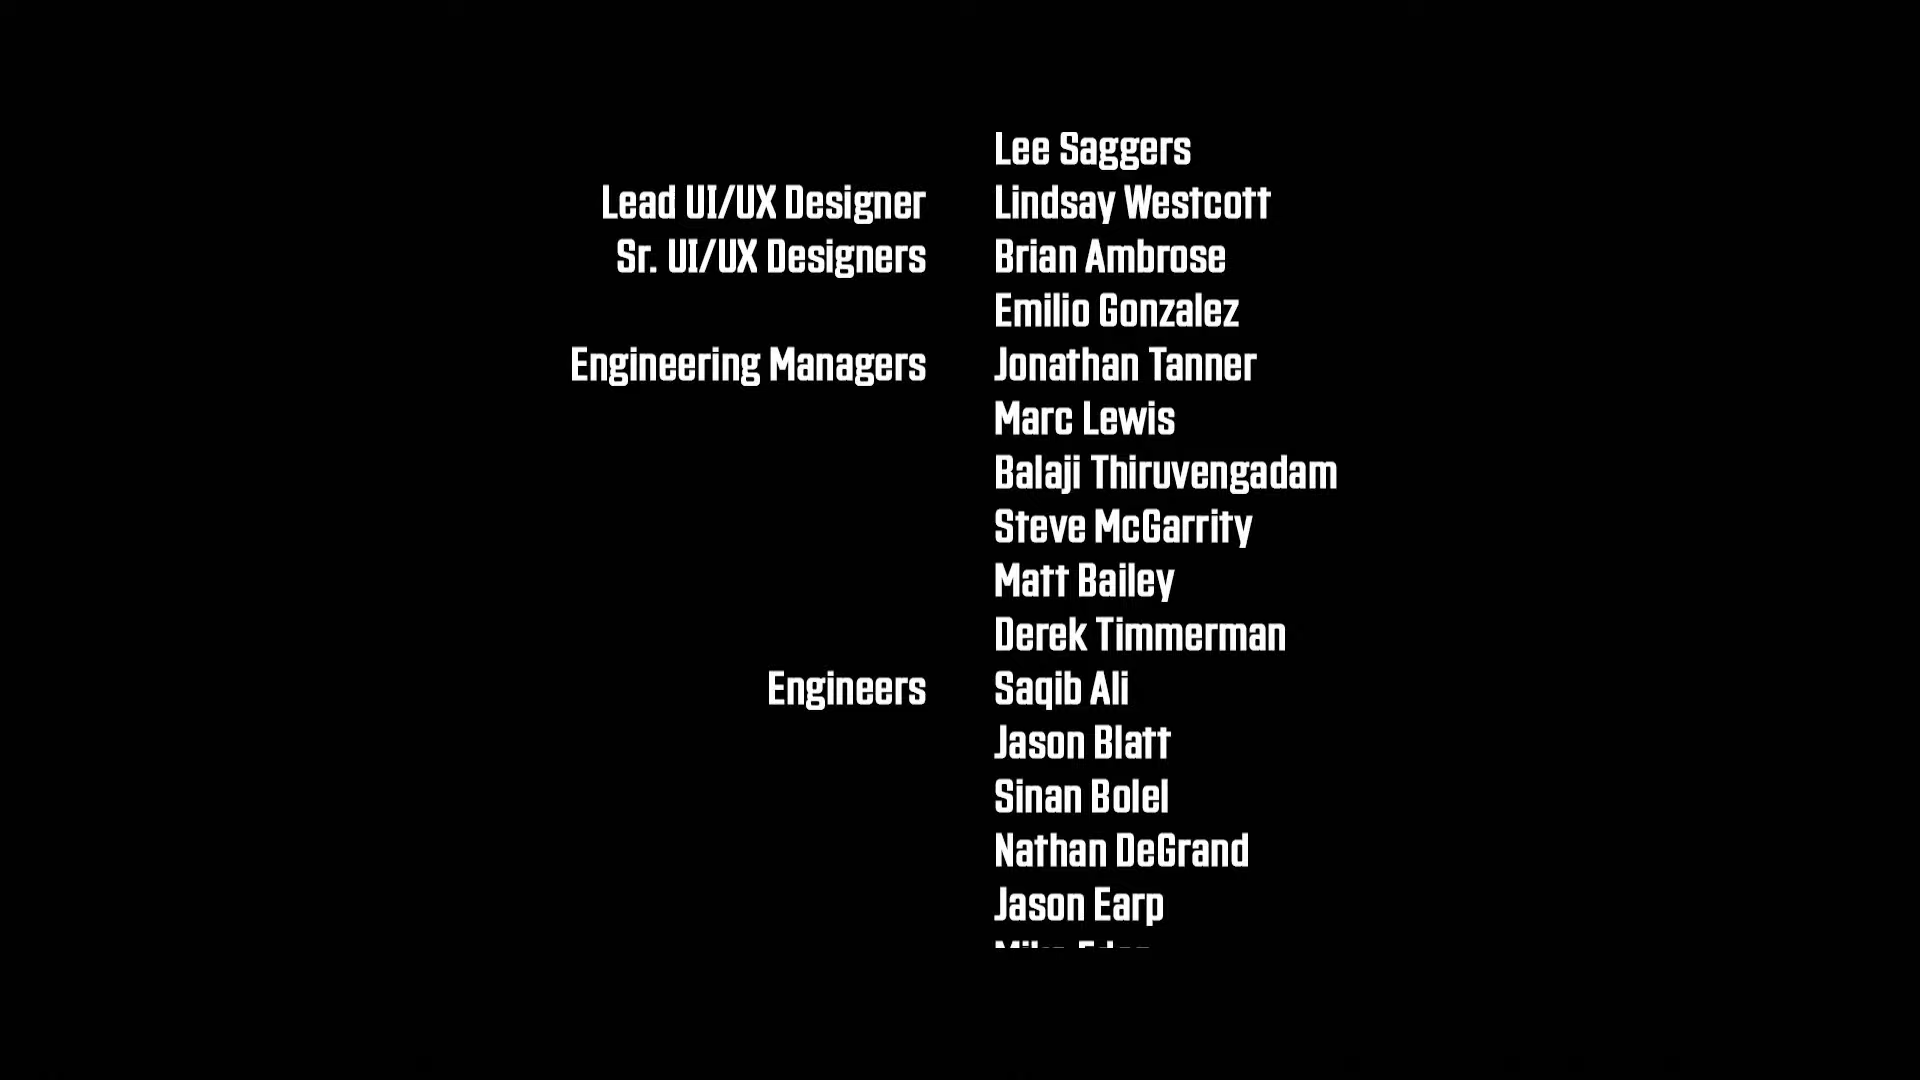 Lee Saggers
Lead UI/UX Designer Lindsay Westcott
Sr. UI/UX Designers Brian Ambrose
Emilio Gonzalez
Engineering Managers Jonathan Tanner
Marc Lewis
Balaji Thiruvengadam
Steve McGarrity
Matt Bailey
Derek Timmerman
Engineers Saqib Ali
Jason Blatt
Sinan Bolel
Nathan DeGrand
Jason Earp